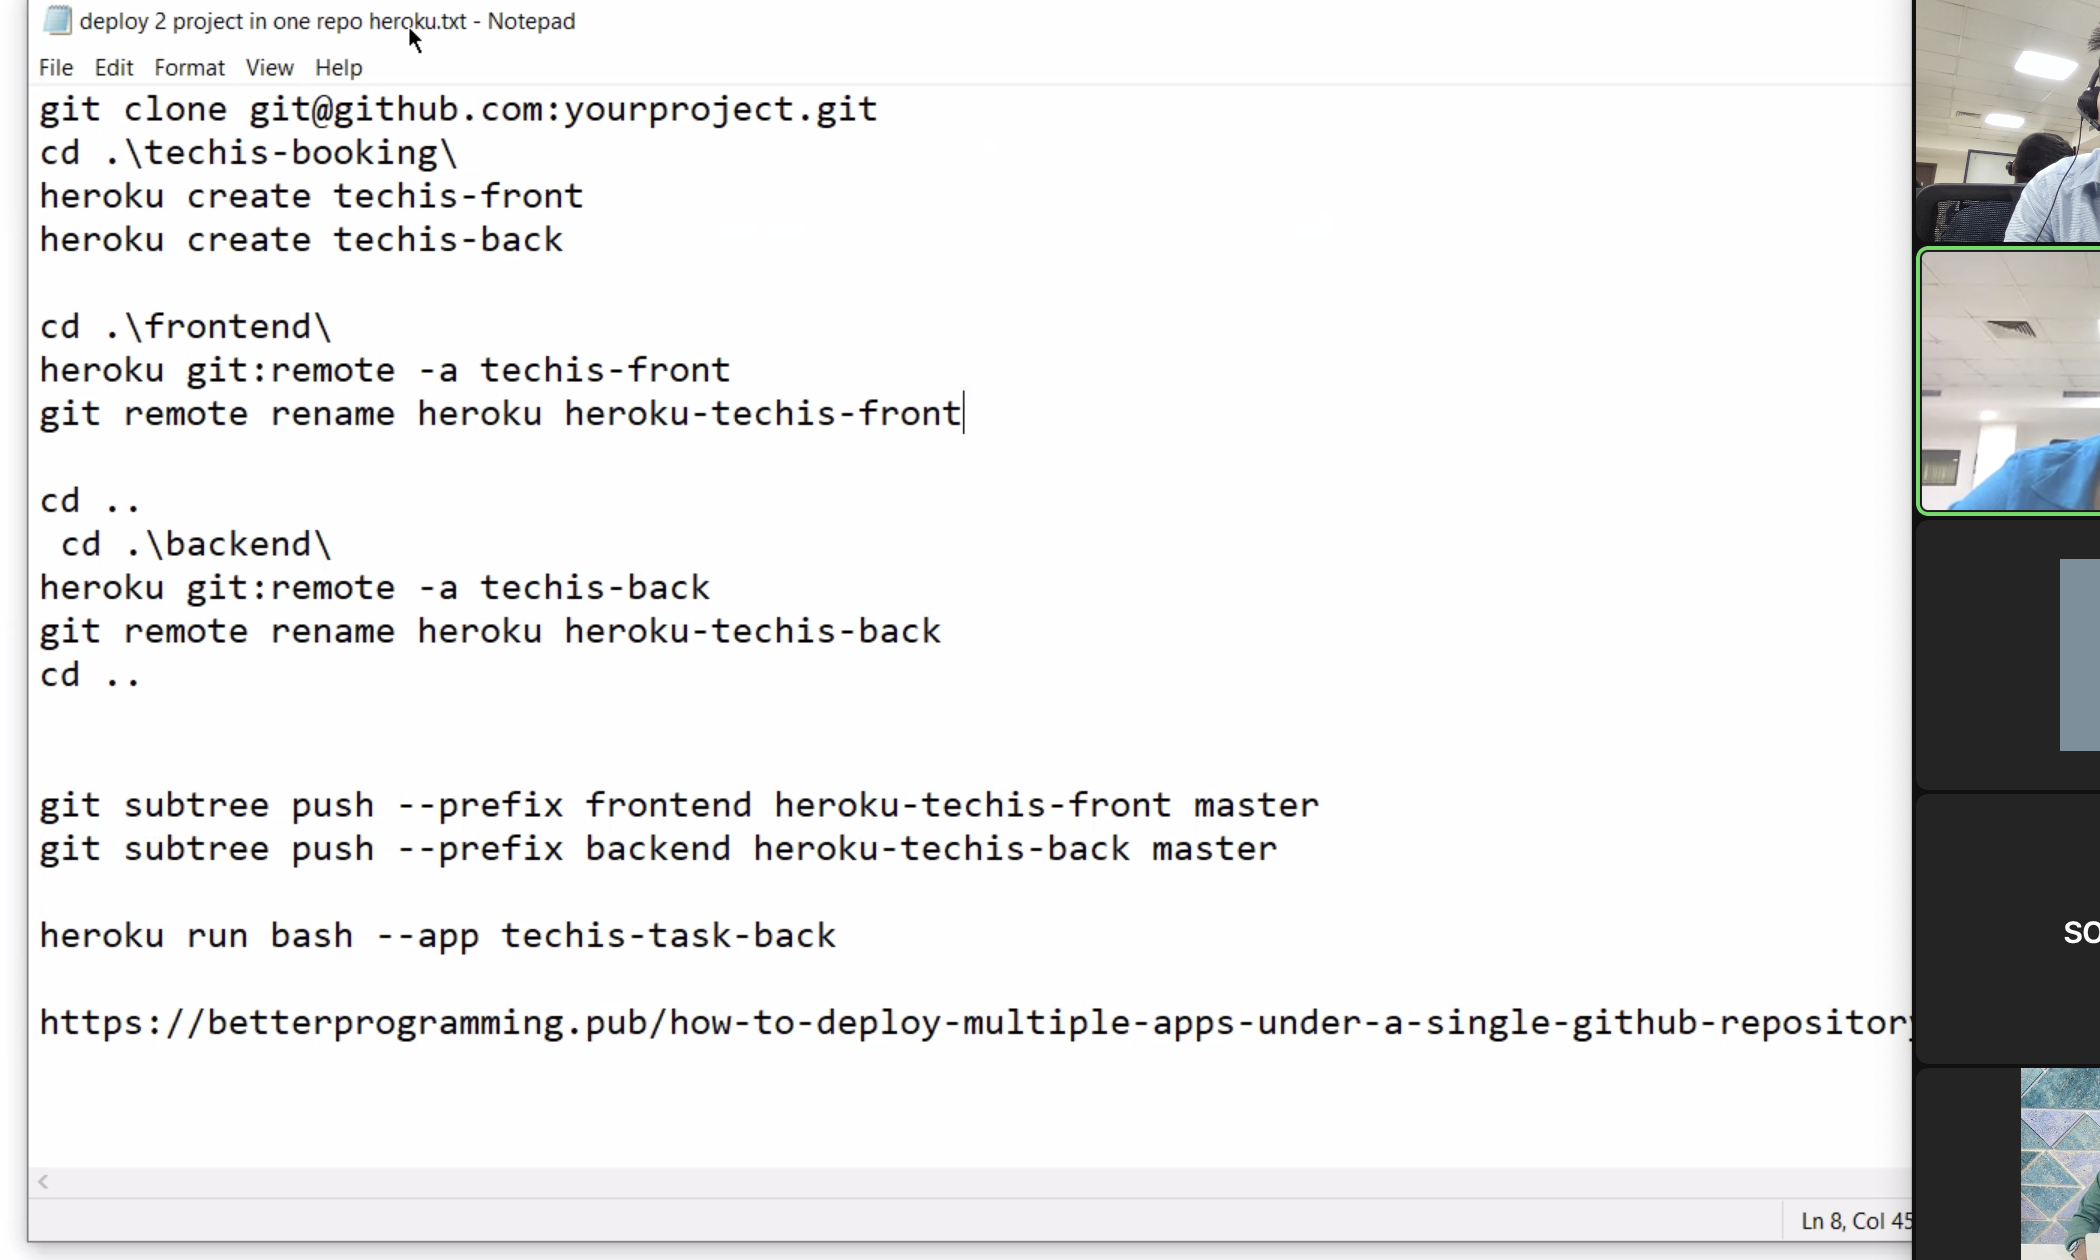 deploy 2 project in one repo heroku.txt - Notepad
File Edit Format View Help
git clone git@github.com:yourproject.git
cd .\techis-booking\
heroku create techis-front
heroku create techis-back
cd .\frontend\
heroku git:remote -a techis-front
git remote rename heroku heroku-techis-front
cd ..
cd .\backend\
heroku git:remote -a techis-back
git remote rename heroku heroku-techis-back
cd ..
git subtree push --prefix frontend heroku-techis-front master
git subtree push --prefix backend heroku-techis-back master
heroku run bash --app techis-task-back
https://betterprogramming.pub/how-to-deploy-multiple-apps-under-a-single-github-repository
Ln 8, Col 45